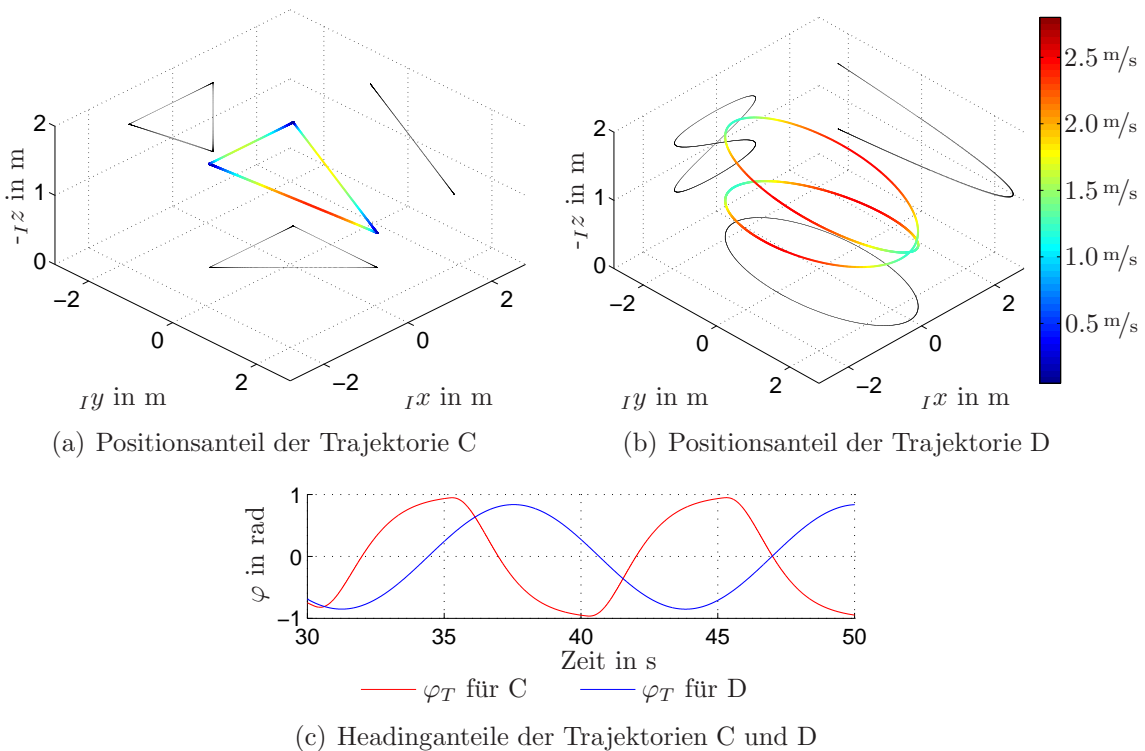 2
1
0
-Iz in m
−2
0
2
Iy in m
−2
0
2
Ix in m
(a) Positionsanteil der Trajektorie C
2
1
0
-Iz in m
−2
0
2
Iy in m
−2
0
2
Ix in m
2.5 m/s
2.0 m/s
1.5 m/s
1.0 m/s
0.5 m/s
(b) Positionsanteil der Trajektorie D
1
0
−1
φ in rad
30 35 40 45 50
Zeit in s
φT für C φT für D
(c) Headinganteile der Trajektorien C und D